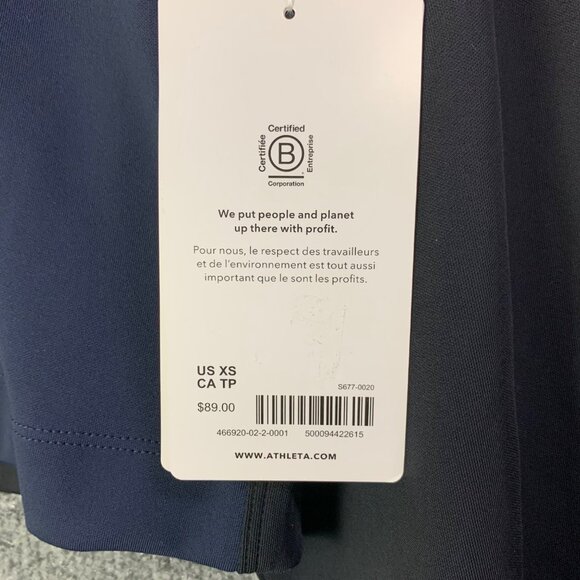 Certified
Certifiée
B
Entreprise
Corporation
We put people and planet
up there with profit.
Pour nous, le respect des travailleurs
et de l'environnement est tout aussi
important que le sont les profits.
US XS
CA TP
S677-0020
$89.00
466920-02-2-0001 500094422615
WWW.ATHLETA.COM